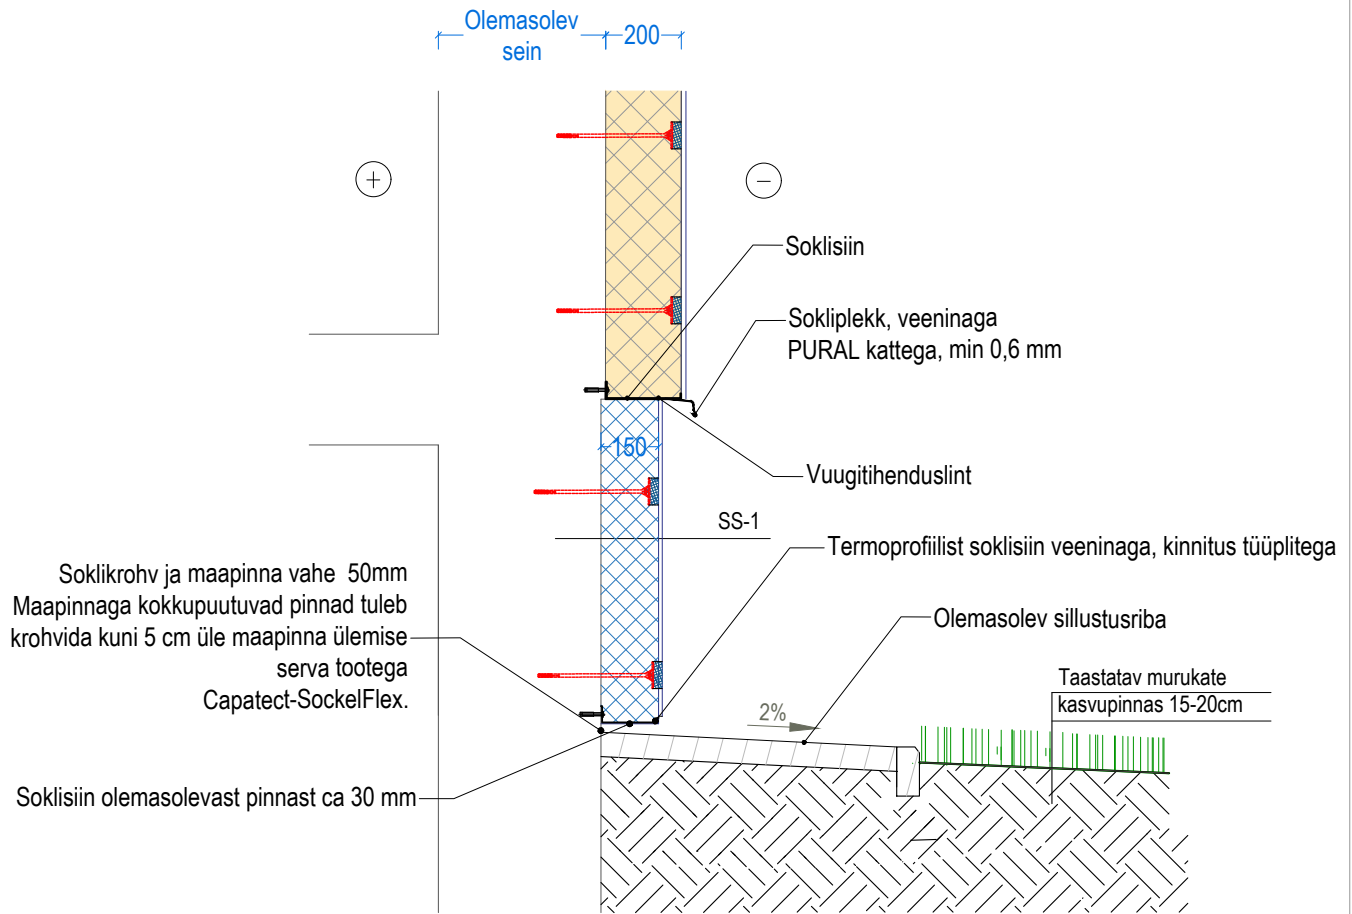 Olemasolev
sein
200
+
−
Soklisiin
Sokliplekk, veeninaga
PURAL kattega, min 0,6 mm
150
Vuugitihenduslint
SS-1
Termoprofiilist soklisiin veeninaga, kinnitus tüüplitega
Soklikrohv ja maapinna vahe 50mm
Maapinnaga kokkupuutuvad pinnad tuleb
krohvida kuni 5 cm üle maapinna ülemise
serva tootega
Capatect-SockelFlex.
Olemasolev sillustusriba
Taastatav murukate
kasvupinnas 15-20cm
2%
Soklisiin olemasolevast pinnast ca 30 mm